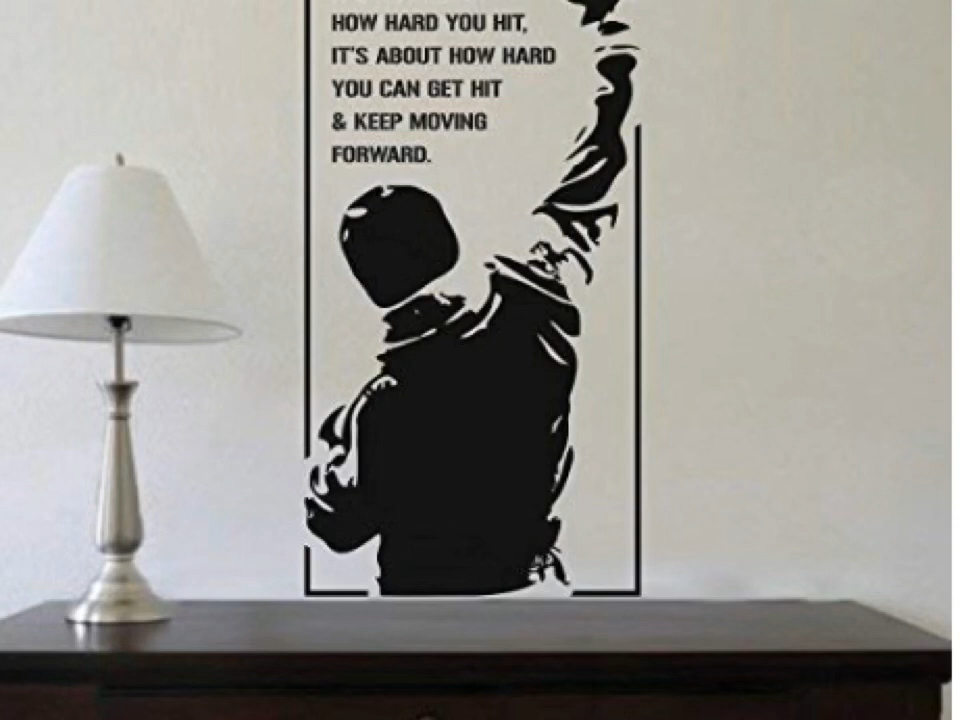 HOW HARD YOU HIT,
IT'S ABOUT HOW HARD
YOU CAN GET HIT
& KEEP MOVING
FORWARD.